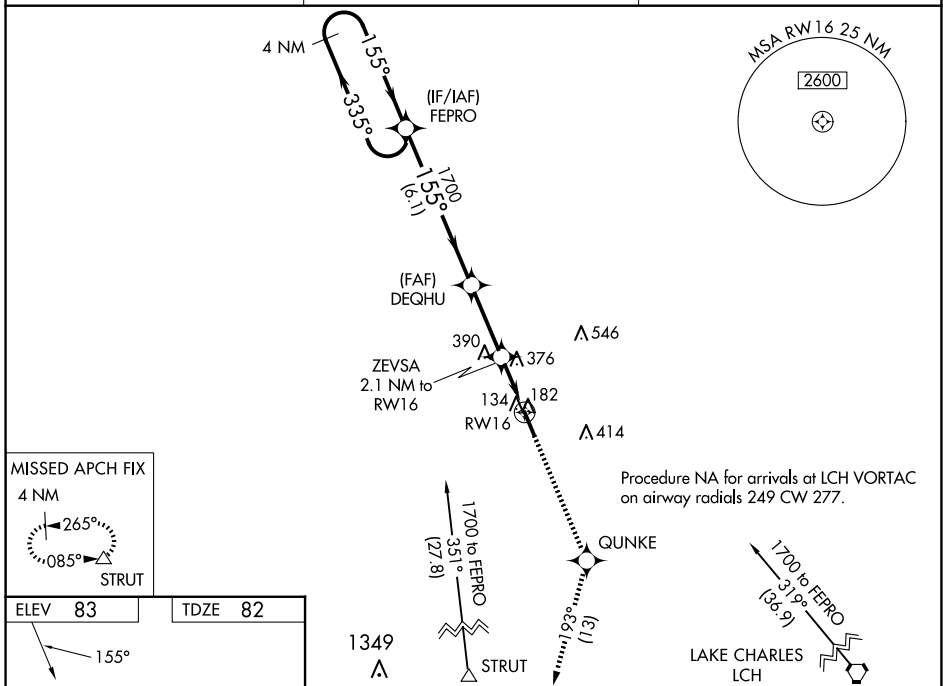 4 NM
155°
335°
(IF/IAF)
FEPRO
MSA RW16 25 NM
2600
1700
155°
(6.1)
(FAF)
DEQHU
546
390
376
ZEVSA
2.1 NM to
RW16
134
182
RW16
414
Procedure NA for arrivals at LCH VORTAC
on airway radials 249 CW 277.
MISSED APCH FIX
4 NM
265°
085°
STRUT
QUNKE
193°
(13)
1700 to FEPRO
351°
(27.8)
STRUT
1700 to FEPRO
319°
(36.9)
LAKE CHARLES
LCH
ELEV 83
TDZE 82
155°
1349